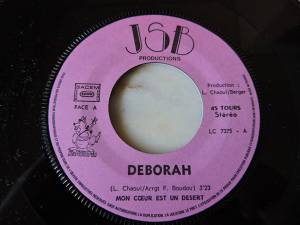 JSB
PRODUCTIONS
SACEM
FACE A
Production :
L. Chaoui/Berger
45 TOURS
Stéréo
LC 7375 - A
DEBORAH
(L. Chaoui/Arrgt F. Boudou) 3'23
MON CŒUR EST UN DESERT